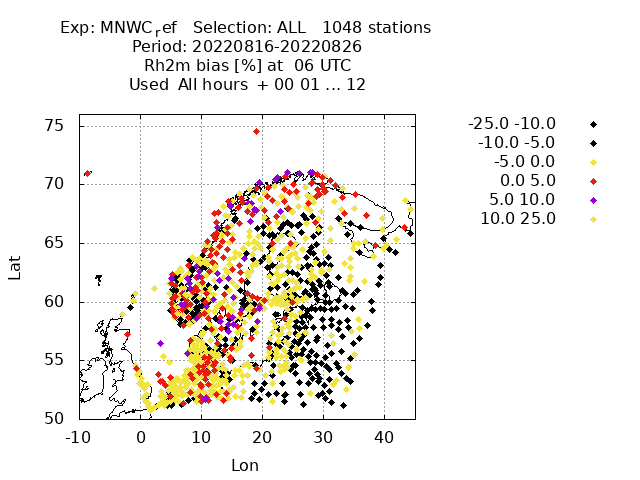 Exp: MNWCref   Selection: ALL   1048 stations
Period: 20220816-20220826
Rh2m bias [%] at  06 UTC
Used  All hours  + 00 01 ... 12
-25.0 -10.0
-10.0 -5.0
-5.0 0.0
0.0 5.0
5.0 10.0
10.0 25.0
75
70
65
60
55
50
Lat
-10 0 10 20 30 40
Lon